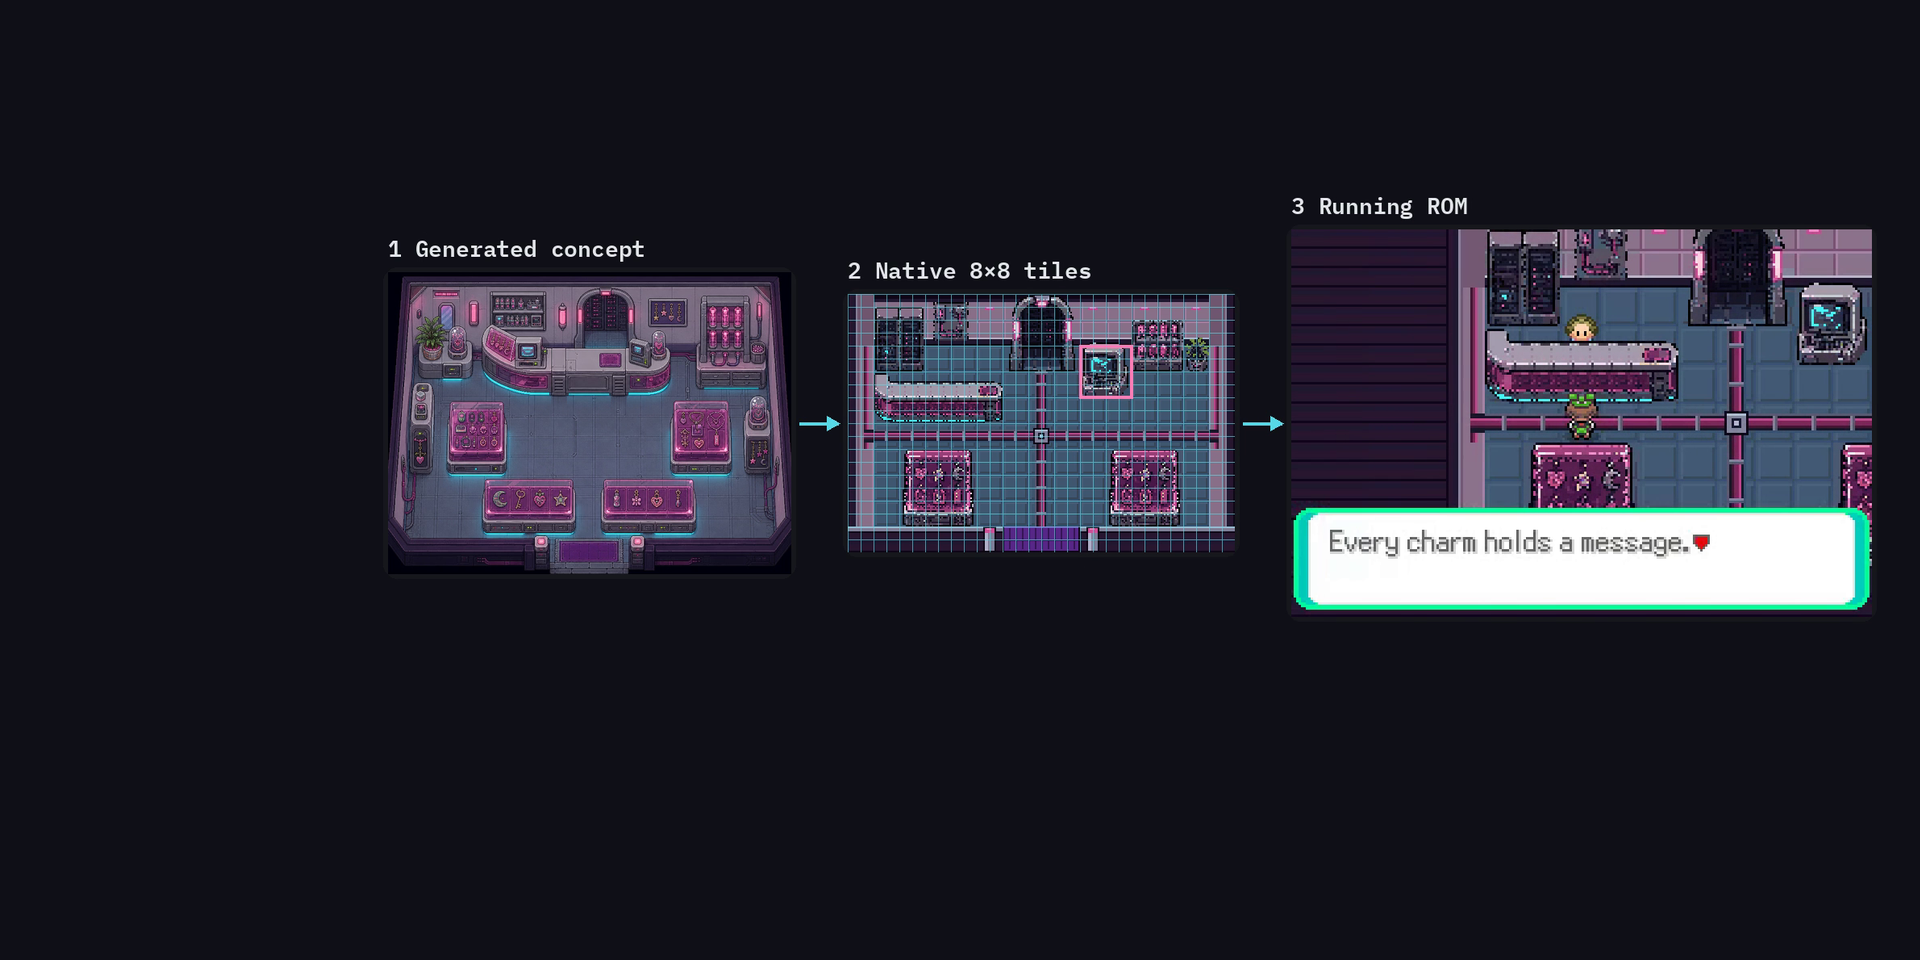 1 Generated concept
2 Native 8×8 tiles
3 Running ROM
Every charm holds a message.♥